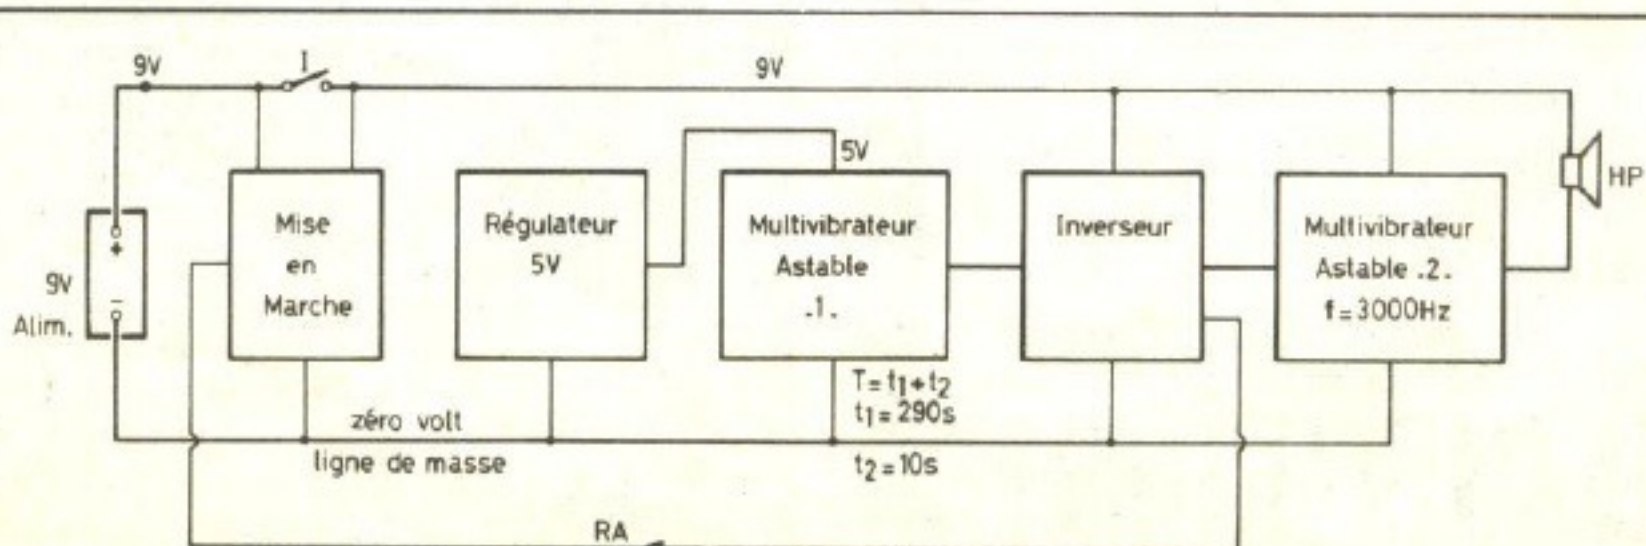 9V
I
9V
5V
HP
Mise
en
Marche
Régulateur
5V
Multivibrateur
Astable
.1.
Inverseur
Multivibrateur
Astable .2.
f = 3000Hz
+
9V
−
Alim.
T = t1 + t2
t1 = 290s
zéro volt
ligne de masse
t2 = 10s
RA